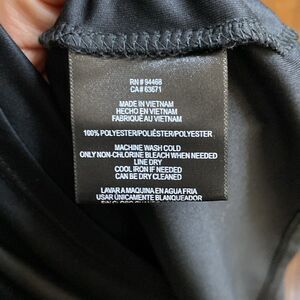 RN # 94468
CA # 63671
MADE IN VIETNAM
HECHO EN VIETNAM
FABRIQUÉ AU VIETNAM
100% POLYESTER/POLIÉSTER/POLYESTER
MACHINE WASH COLD
ONLY NON-CHLORINE BLEACH WHEN NEEDED
LINE DRY
COOL IRON IF NEEDED
CAN BE DRY CLEANED
LAVAR A MAQUINA EN AGUA FRIA
USAR ÚNICAMENTE BLANQUEADOR